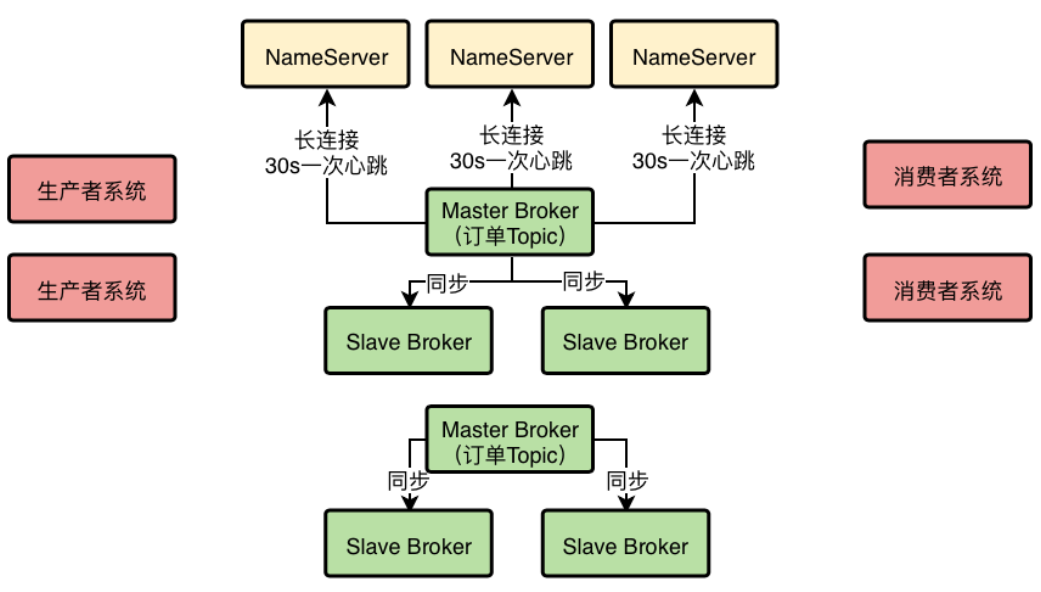 NameServer
NameServer
NameServer
长连接
30s一次心跳
长连接
30s一次心跳
长连接
30s一次心跳
生产者系统
消费者系统
Master Broker
（订单Topic）
生产者系统
消费者系统
同步
同步
Slave Broker
Slave Broker
Master Broker
（订单Topic）
同步
同步
Slave Broker
Slave Broker